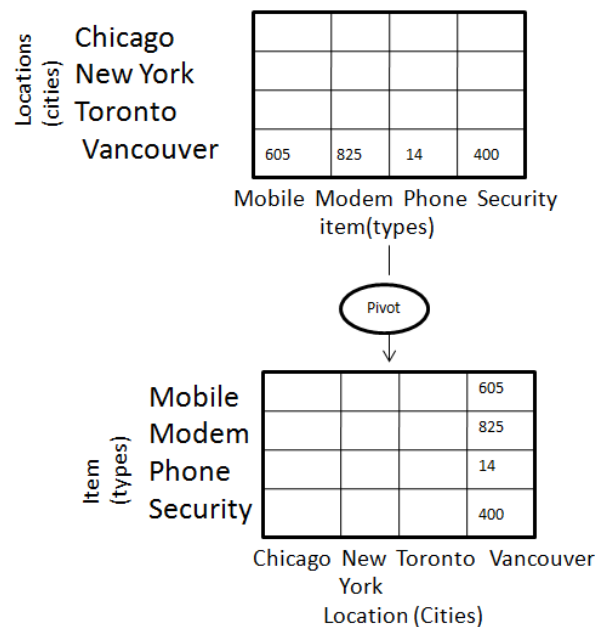 Locations
(cities)
Chicago
New York
Toronto
Vancouver
605 825 14 400
Mobile Modem Phone Security
item(types)
Pivot
Item
(types)
Mobile 605
Modem 825
Phone 14
Security 400
Chicago New Toronto Vancouver
York
Location (Cities)